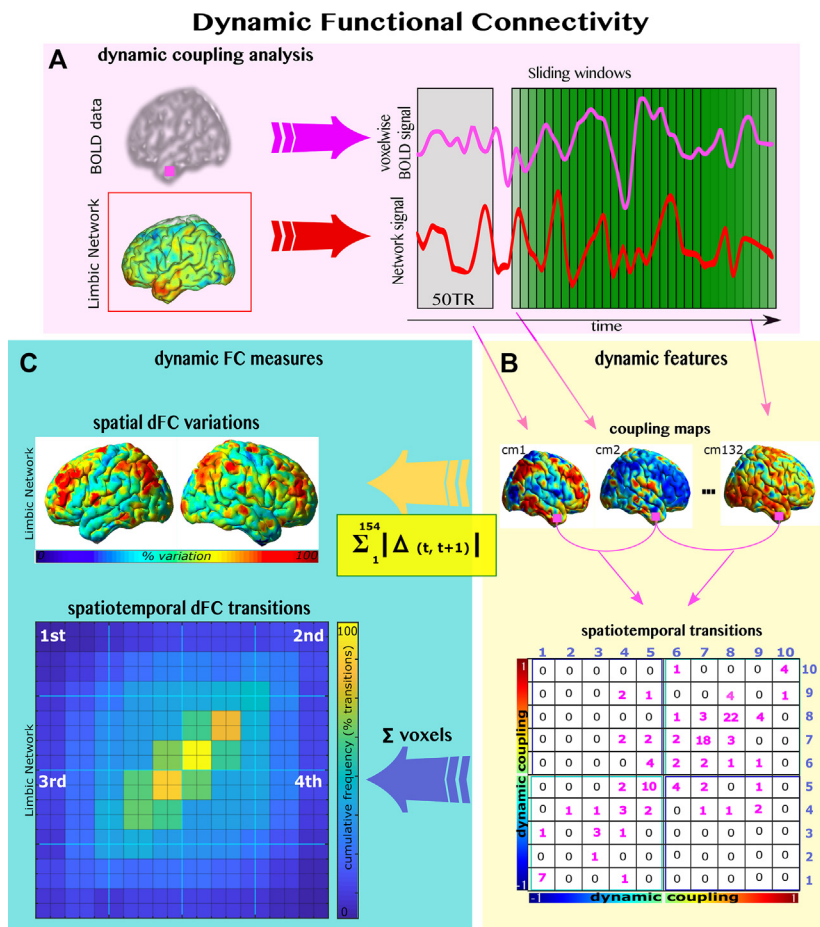 Dynamic Functional Connectivity
A
dynamic coupling analysis
BOLD data
Limbic Network
Sliding windows
voxelwise
BOLD signal
Network signal
50TR
time
C
dynamic FC measures
spatial dFC variations
Limbic Network
0 % variation 100
Σ 154 1 | Δ (t, t+1) |
spatiotemporal dFC transitions
1st 2nd
3rd 4th
Limbic Network
100
cumulative frequency (% transitions)
0
Σ voxels
B
dynamic features
coupling maps
cm1 cm2 ... cm132
spatiotemporal transitions
1 2 3 4 5 6 7 8 9 10
0 0 0 0 0 1 0 0 0 4 10
0 0 0 2 1 0 0 4 0 1 9
0 0 0 0 0 1 3 22 4 0 8
0 0 0 2 2 2 18 3 0 0 7
0 0 0 0 4 2 2 1 1 0 6
0 0 0 2 10 4 2 0 1 0 5
0 1 1 3 2 0 1 1 2 0 4
1 0 3 1 0 0 0 0 0 0 3
0 0 1 0 0 0 0 0 0 0 2
7 0 0 1 0 0 0 0 0 0 1
1
dynamic coupling
-1
-1 dynamic coupling 1